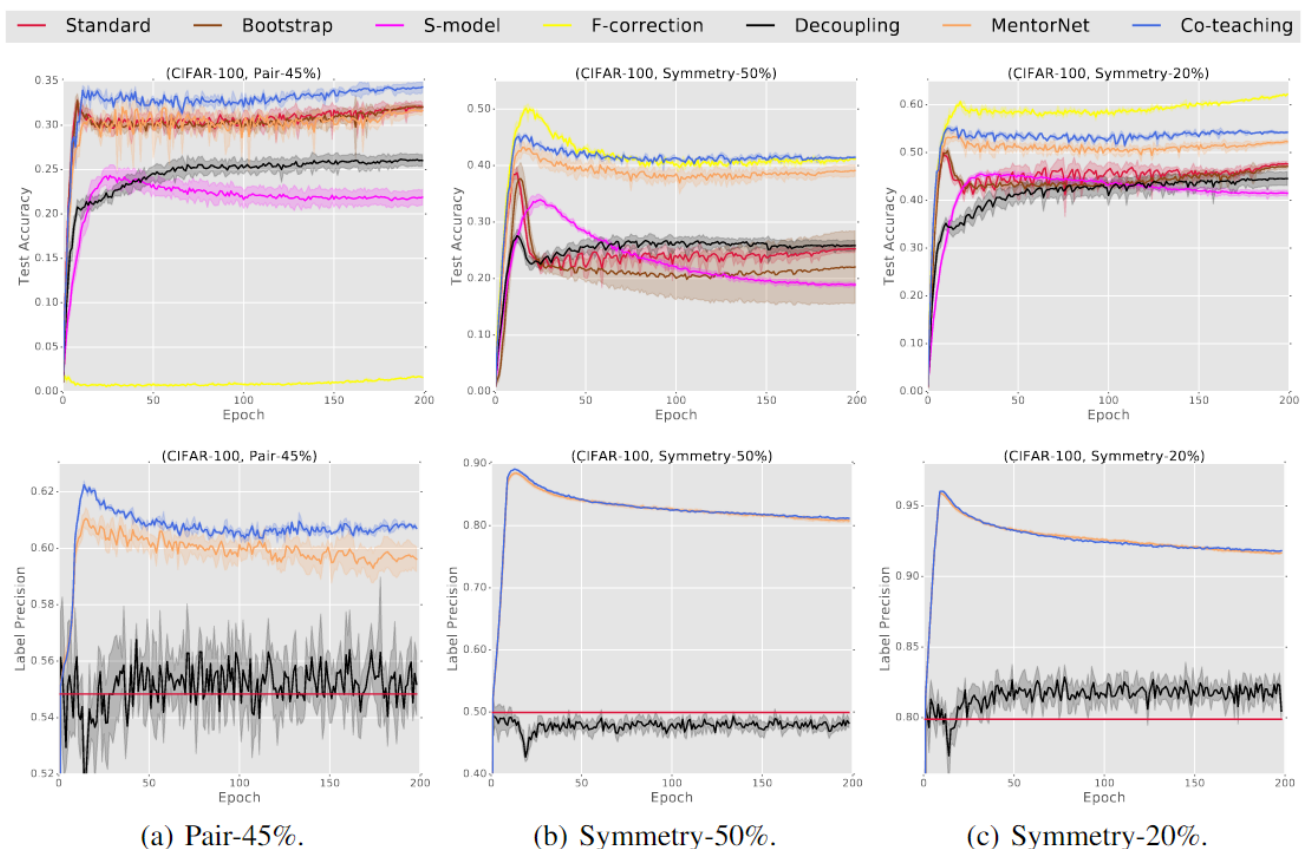 Standard Bootstrap S-model F-correction Decoupling MentorNet Co-teaching
(CIFAR-100, Pair-45%) (CIFAR-100, Symmetry-50%) (CIFAR-100, Symmetry-20%)
Test Accuracy
0.35
0.30
0.25
0.20
0.15
0.10
0.05
0.00
0 50 100 150 200
Epoch
Test Accuracy
0.50
0.40
0.30
0.20
0.10
0.00
0 50 100 150 200
Epoch
Test Accuracy
0.60
0.50
0.40
0.30
0.20
0.10
0.00
0 50 100 150 200
Epoch
(CIFAR-100, Pair-45%) (CIFAR-100, Symmetry-50%) (CIFAR-100, Symmetry-20%)
Label Precision
0.62
0.60
0.58
0.56
0.54
0.52
0 50 100 150 200
Epoch
Label Precision
0.90
0.80
0.70
0.60
0.50
0.40
0 50 100 150 200
Epoch
Label Precision
0.95
0.90
0.85
0.80
0 50 100 150 200
Epoch
(a) Pair-45%. (b) Symmetry-50%. (c) Symmetry-20%.